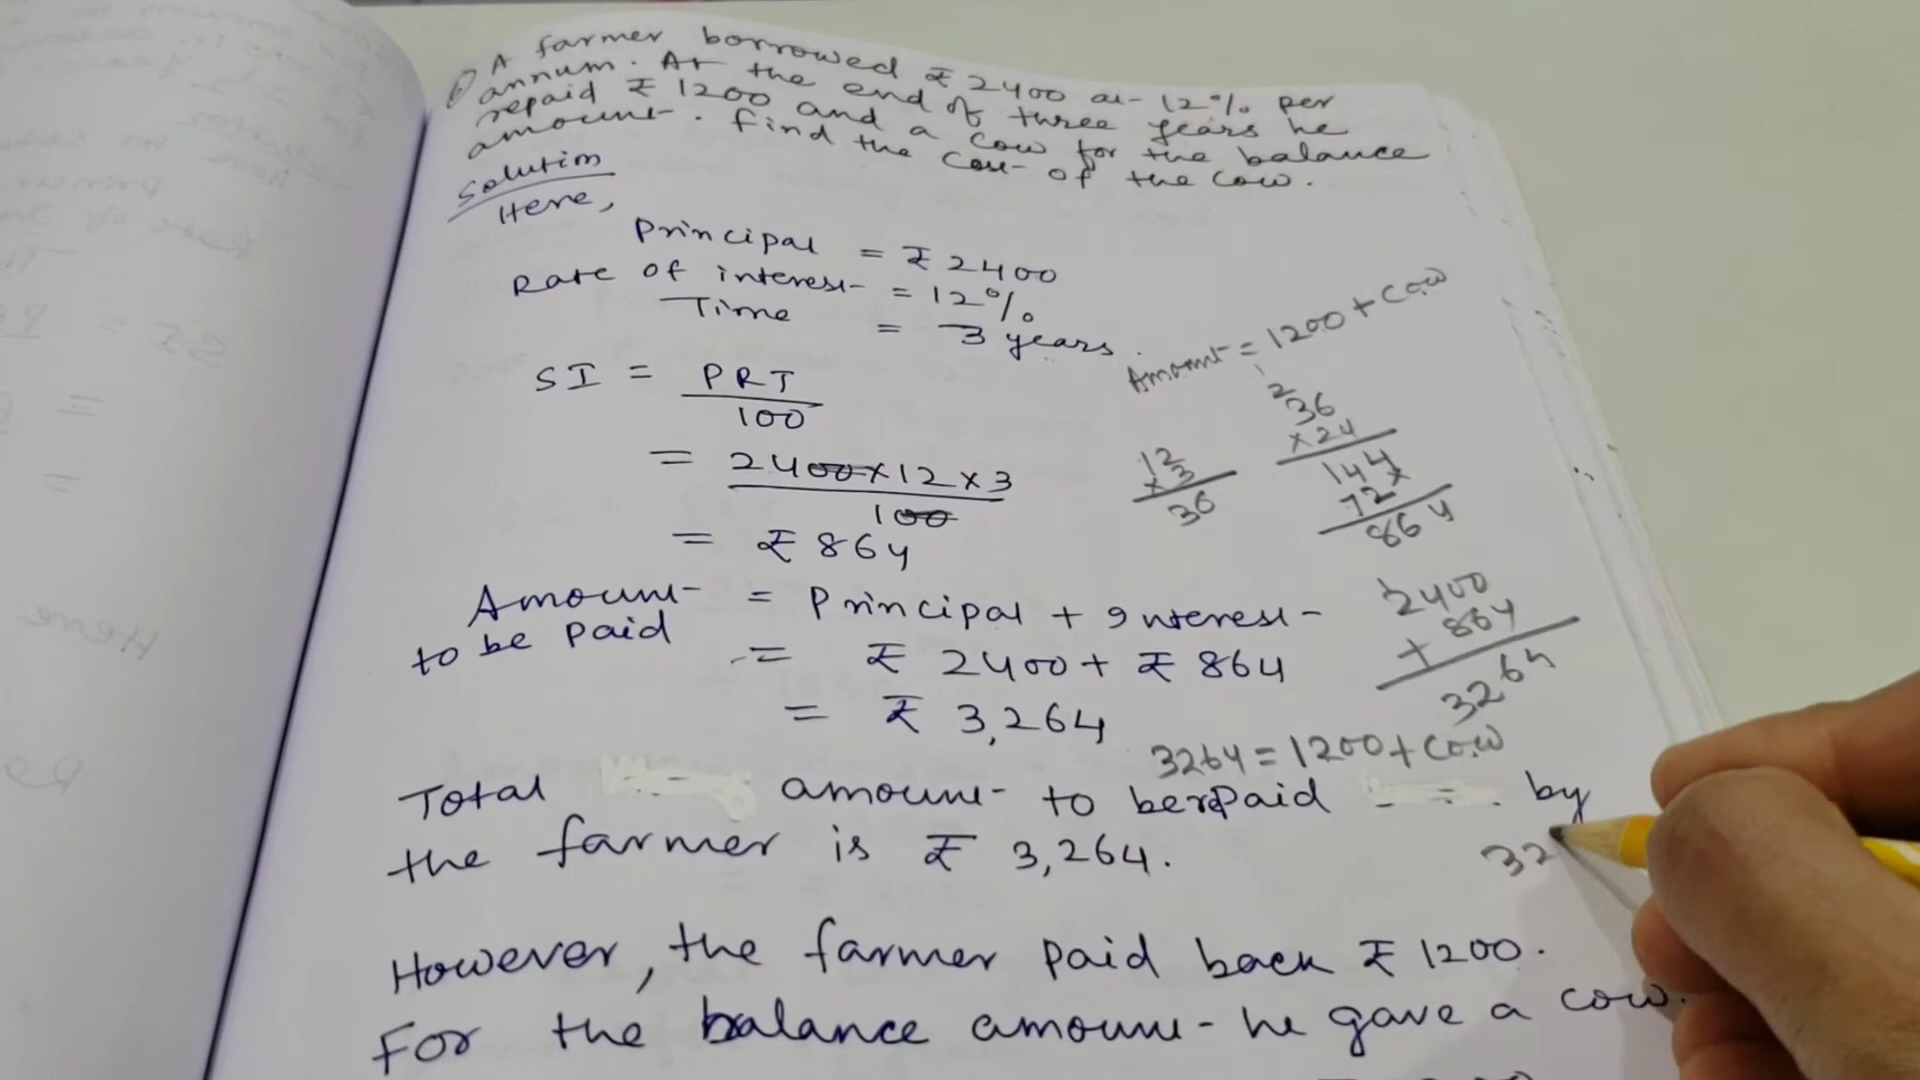 A farmer borrowed ₹ 2400 at 12% per
annum. At the end of three years he
repaid ₹ 1200 and a cow for the balance
amount. Find the cost of the cow.
Solution
Here,
Principal = ₹ 2400
Rate of interest = 12%
Time = 3 years.
Amount = 1200 + cow
SI = PRT
100
= 2400×12×3
100
= ₹ 864
12
×3
36
2
36
×24
144
72×
864
Amount = Principal + Interest
to be paid
= ₹ 2400 + ₹ 864
= ₹ 3,264
2400
+ 864
3264
3264 = 1200 + cow
Total amount to be repaid by
the farmer is ₹ 3,264.
32
However, the farmer paid back ₹ 1200.
For the balance amount he gave a cow.